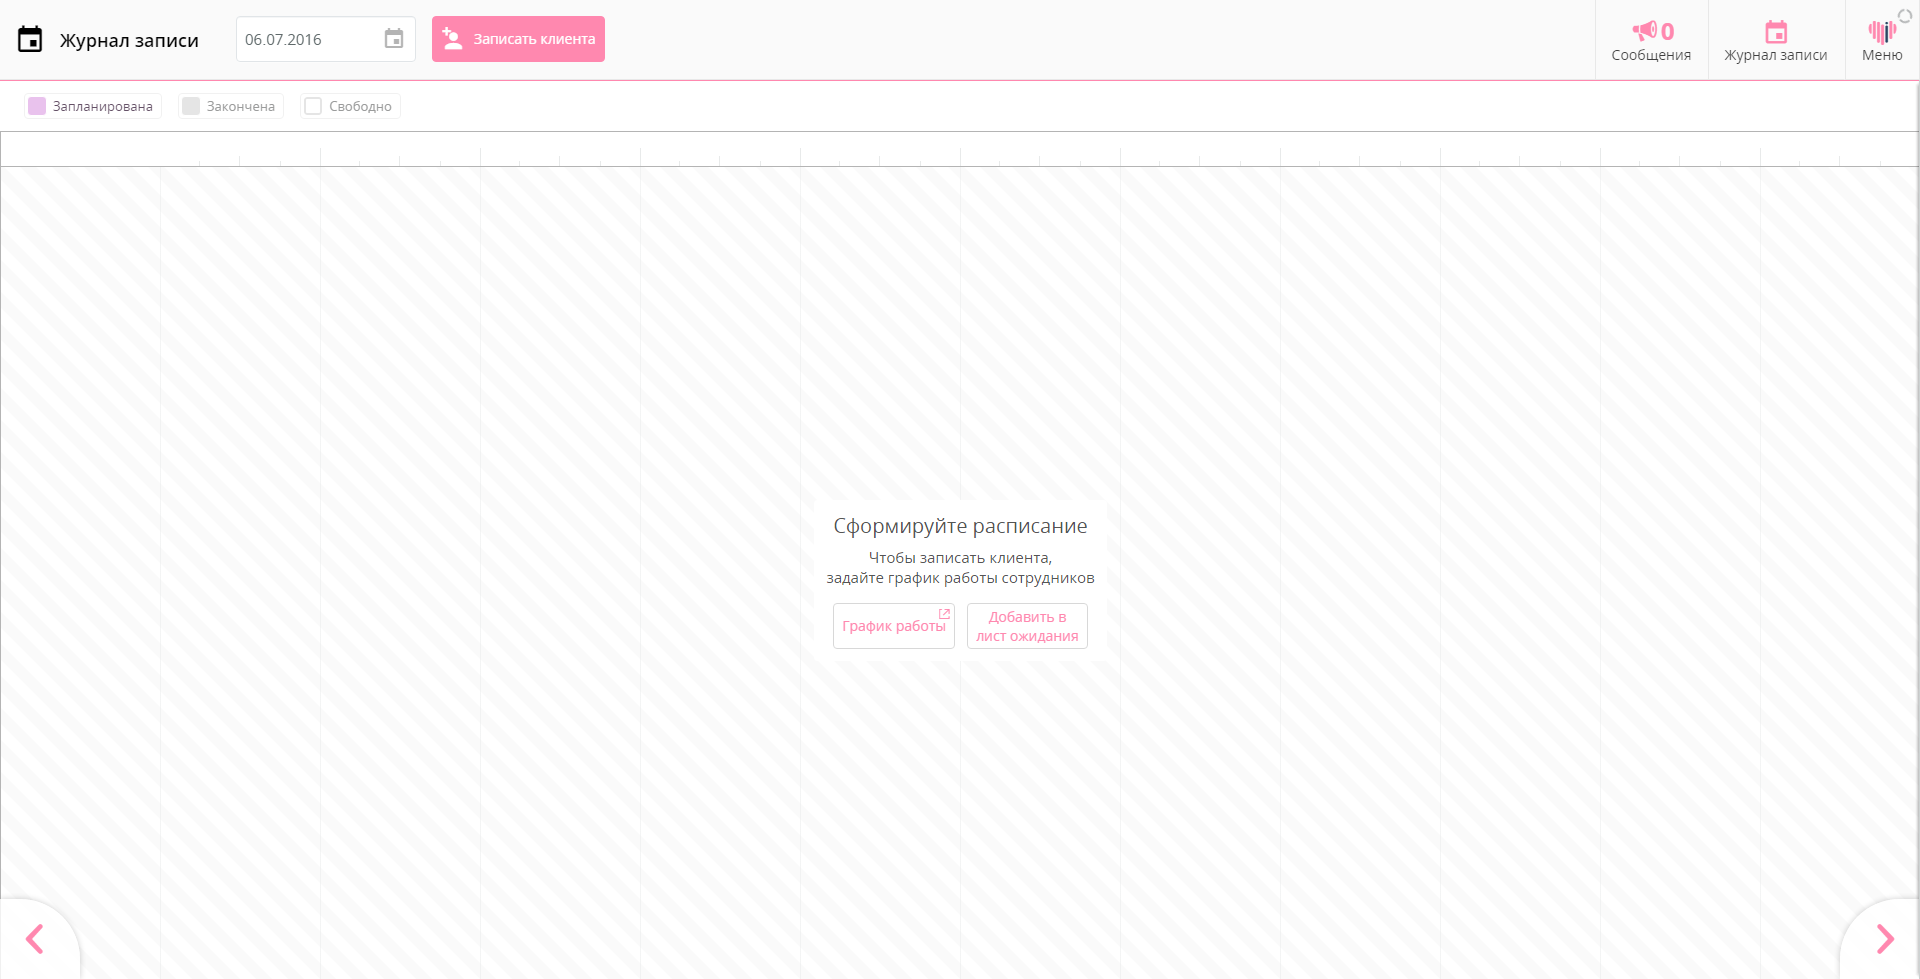 Журнал записи
06.07.2016
Записать клиента
0
Сообщения
Журнал записи
Меню
Запланирована
Закончена
Свободно
Сформируйте расписание
Чтобы записать клиента,
задайте график работы сотрудников
График работы
Добавить в
лист ожидания